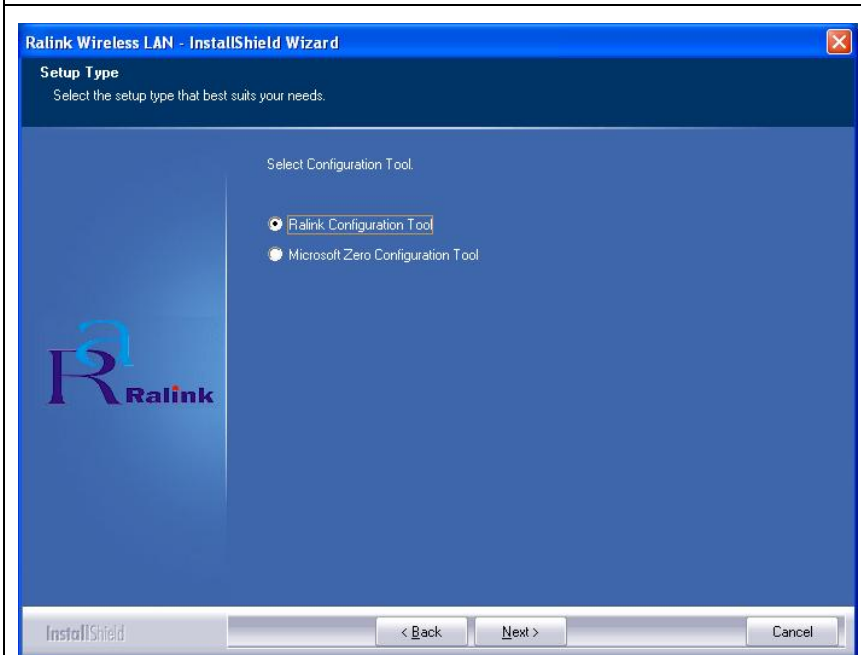 Ralink Wireless LAN - InstallShield Wizard
Setup Type
Select the setup type that best suits your needs.
Select Configuration Tool.
Ralink Configuration Tool
Microsoft Zero Configuration Tool
Ra
Ralink
InstallShield
< Back
Next >
Cancel